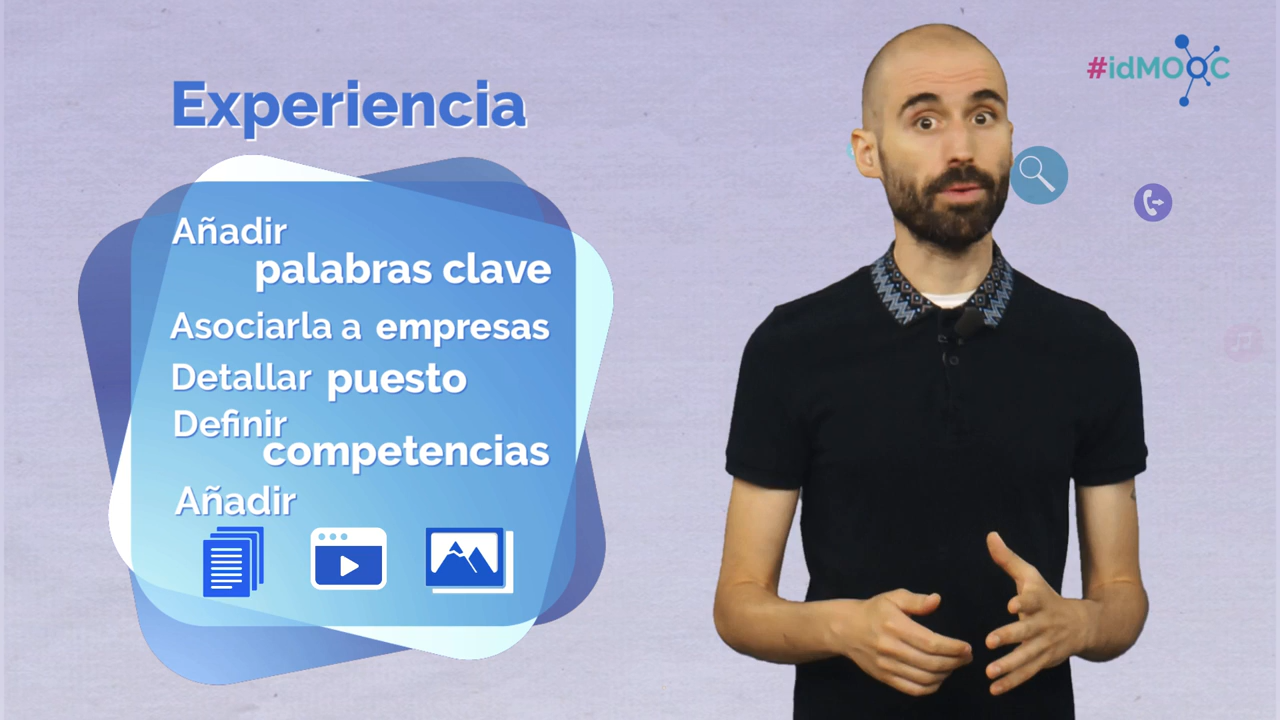 #idMOOC
Experiencia
Añadir
palabras clave
Asociarla a empresas
Detallar puesto
Definir
competencias
Añadir